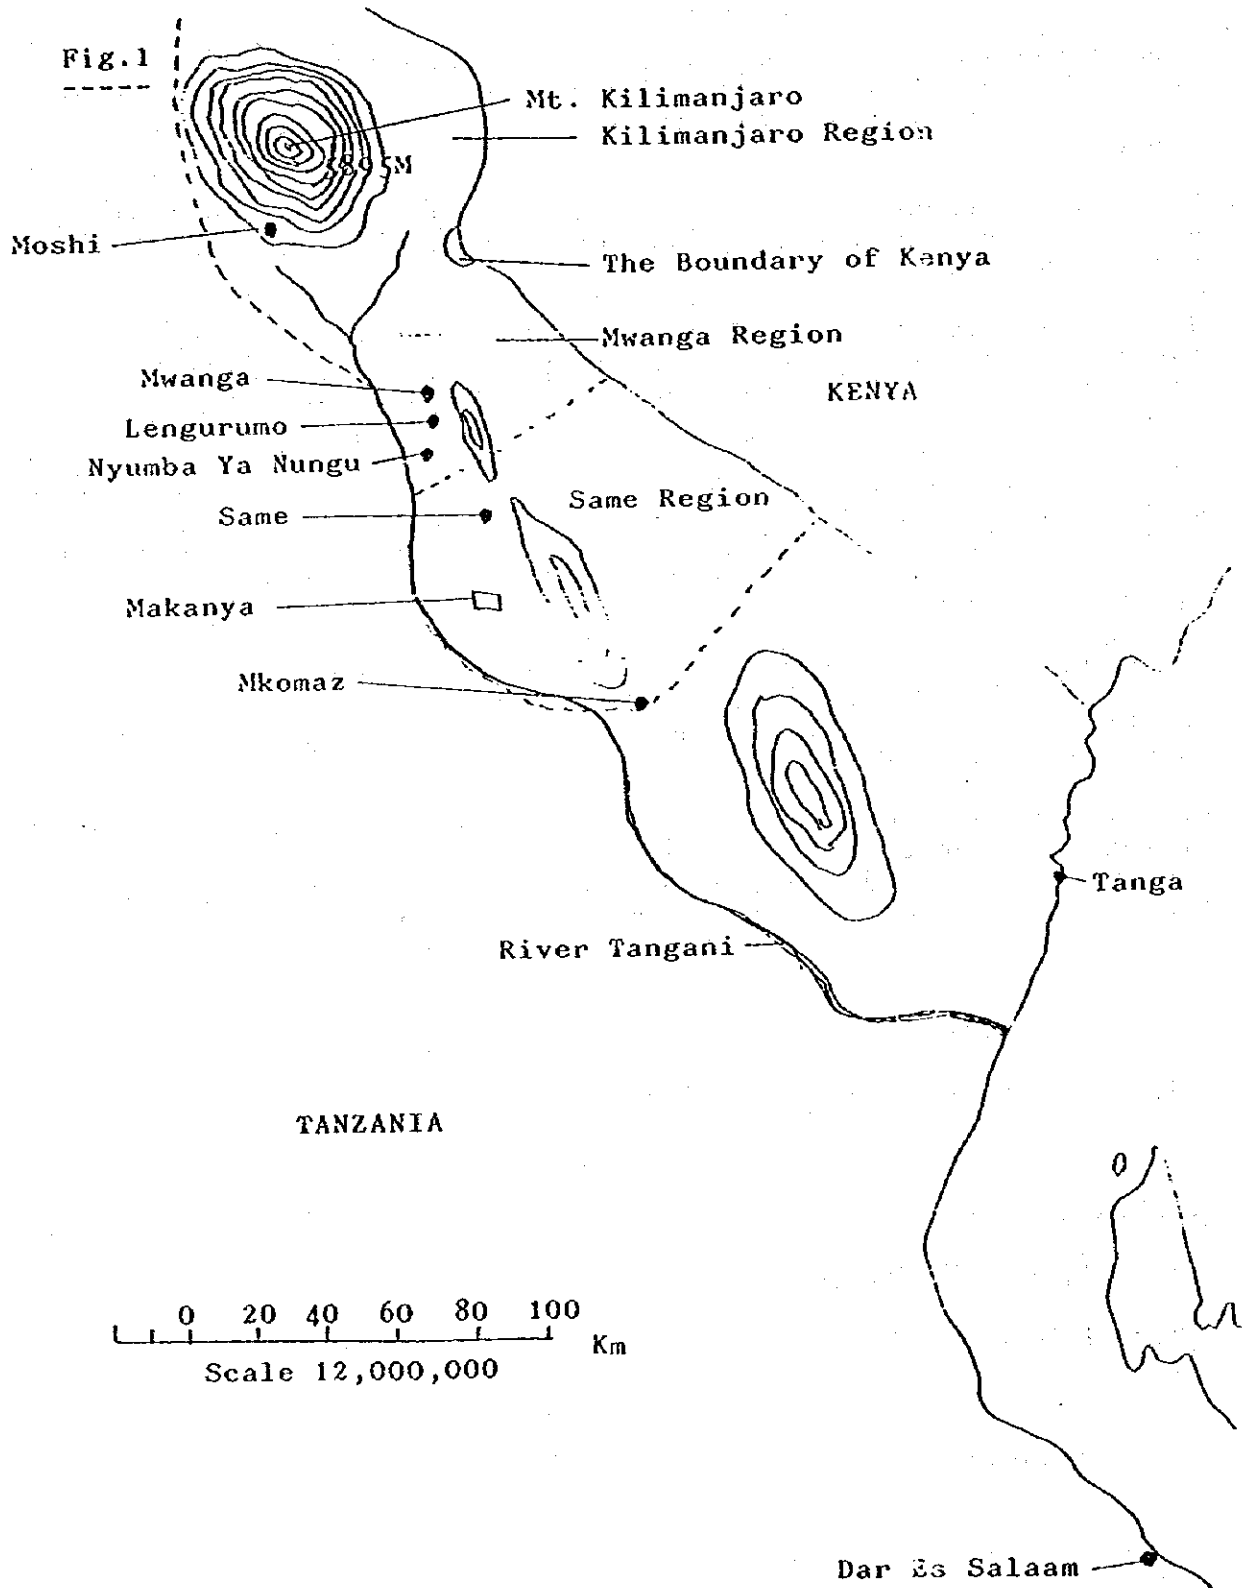 Fig.1
Mt. Kilimanjaro
Kilimanjaro Region
5895M
Moshi
The Boundary of Kenya
Mwanga Region
Mwanga
KENYA
Lengurumo
Nyumba Ya Nungu
Same Region
Same
Makanya
Mkomaz
Tanga
River Tangani
TANZANIA
0 20 40 60 80 100
Km
Scale 12,000,000
Dar Es Salaam